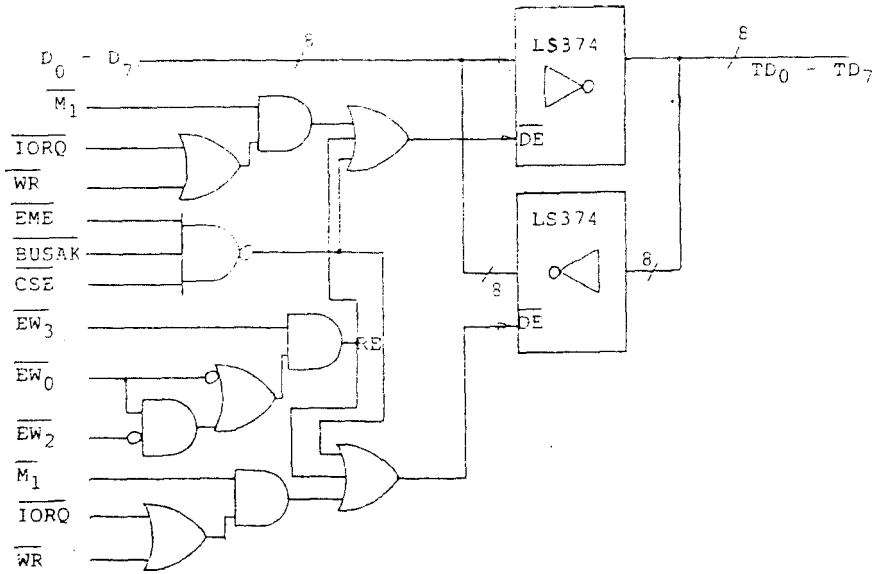 D0 - D7
8
LS374
8
TD0 - TD7
M1
IORQ
DE
WR
EME
LS374
BUSAK
8
8
CSE
EW3
DE
RE
EW0
EW2
M1
IORQ
WR